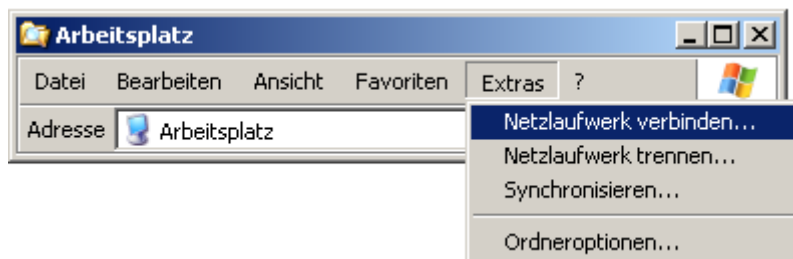 Arbeitsplatz
Datei Bearbeiten Ansicht Favoriten Extras ?
Adresse Arbeitsplatz
Netzlaufwerk verbinden...
Netzlaufwerk trennen...
Synchronisieren...
Ordneroptionen...